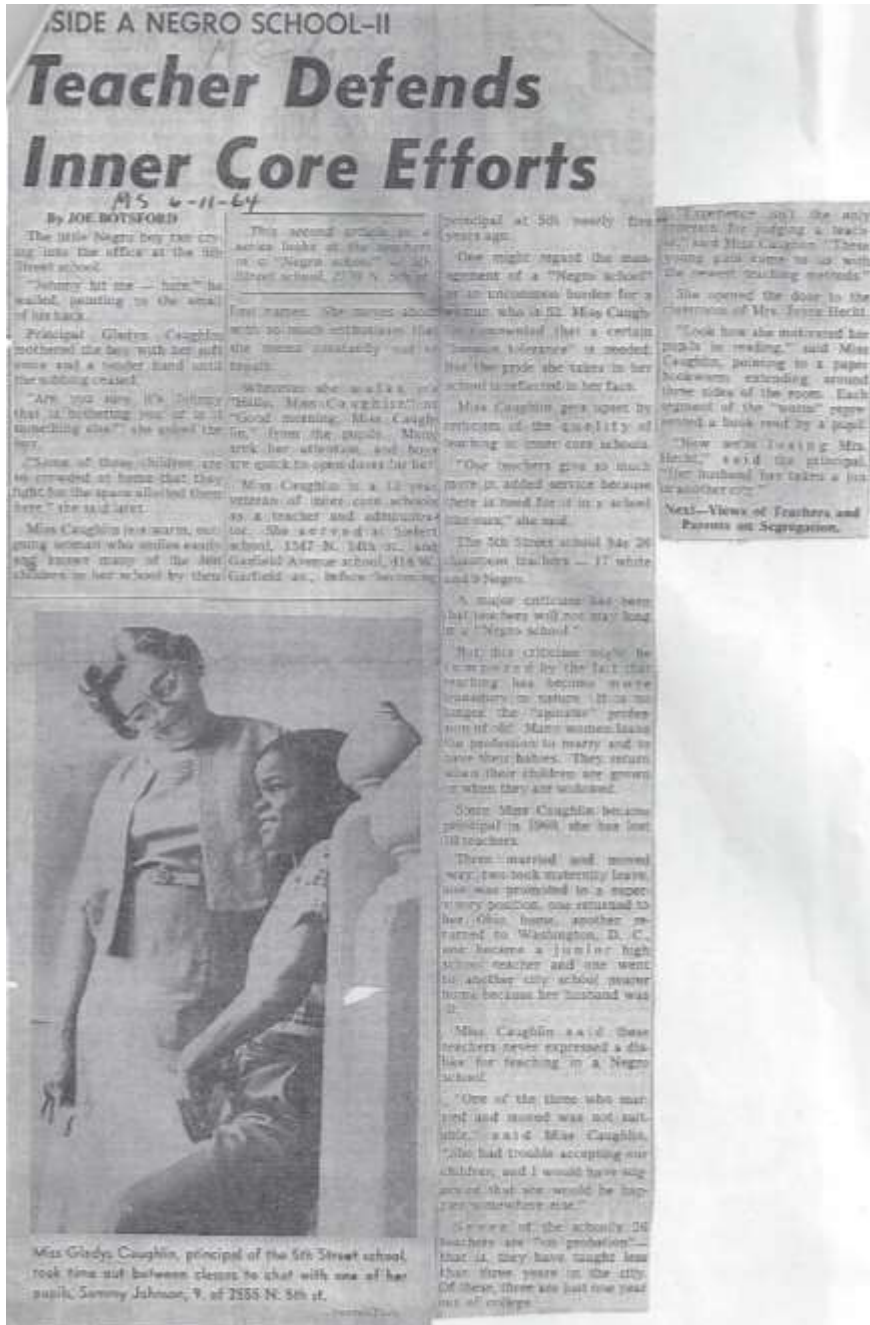 SIDE A NEGRO SCHOOL-II
Teacher Defends
Inner Core Efforts
MS 6-11-64
By JOE BOTSFORD
The little Negro boy ran cry-
ing into the office at the 5th
Street school.
"Johnny hit me — here," he
wailed, pointing to the small
of his back.
Principal Gladys Caughlin
mothered the boy with her soft
voice and a tender hand until
the sobbing ceased.
"Are you sure it's Johnny
that is bothering you or is it
something else?" she asked the
boy.
"Some of these children are
so crowded at home that they
fight for the space allotted them
here," she said later.
Miss Caughlin is a warm, out-
going woman who smiles easily
and knows many of the
children in her school by their
This second article in a
series looks at the teachers
in a "Negro school" — 5th
Street school, 2770 N. 5th st.
first names. She moves about
with so much enthusiasm that
she seems constantly out of
breath.
Wherever she walks it's
"Hello, Miss Caughlin," or
"Good morning, Miss Caugh-
lin," from the pupils. Many
seek her attention, and boys
are quick to open doors for her.
Miss Caughlin is a 12 year
veteran of inner core schools
as a teacher and administra-
tor. She served at Siefert
school, 1547 N. 14th st., and
Garfield Avenue school, W.
Garfield av., before becoming
principal at 5th nearly five
years ago.
One might regard the man-
agement of a "Negro school"
as an uncommon burden for a
woman who is 52. Miss Caugh-
lin commented that a certain
tolerance" is needed.
But the pride she takes in her
school is reflected in her face.
Miss Caughlin gets upset by
criticism of the quality of
teaching in inner core schools.
"Our teachers give so much
more in added service because
there is need for it in a school
like ours," she said.
The 5th Street school has 26
classroom teachers — 17 white
and 9 Negro.
A major criticism has been
that teachers will not stay long
in a "Negro school."
But this criticism might be
tempered by the fact that
teaching has become more
transitory in nature. It is no
longer the "spinster" profes-
sion of old. Many women leave
the profession to marry and to
have their babies. They return
when their children are grown
or when they are widowed.
Since Miss Caughlin became
principal in she has lost
10 teachers.
Three married and moved
away, two took maternity leave,
one was promoted to a super-
visory position, one returned to
her Ohio home, another re-
turned to Washington, D. C.,
one became a junior high
school teacher and one went
to another city school nearer
home because her husband was
ill.
Miss Caughlin said these
teachers never expressed a dis-
like for teaching in a Negro
school.
"One of the three who mar-
ried and moved was not suit-
able," said Miss Caughlin.
"She had trouble accepting our
children, and I would have sug-
gested that she would be hap-
pier somewhere else."
Seven of the school's 26
teachers are "on probation"—
that is, they have taught less
than three years in the city.
Of these, three are just one year
out of college.
"Experience isn't the only
criterion for judging a teach-
er," said Miss Caughlin. "These
young girls come to us with
the newest teaching methods."
She opened the door to the
classroom of Mrs. Hecht.
"Look how she motivated her
pupils in reading," said Miss
Caughlin, pointing to a paper
bookworm extending around
three sides of the room. Each
segment of the "worm" repre-
sented a book read by a pupil.
"Now we're losing Mrs.
Hecht," said the principal.
"Her husband has taken a job
in another city."
Next—Views of Teachers and
Parents on Segregation.
Miss Gladys Caughlin, principal of the 5th Street school,
took time out between classes to chat with one of her
pupils, Sammy Johnson, 9, of 2555 N. 5th st.